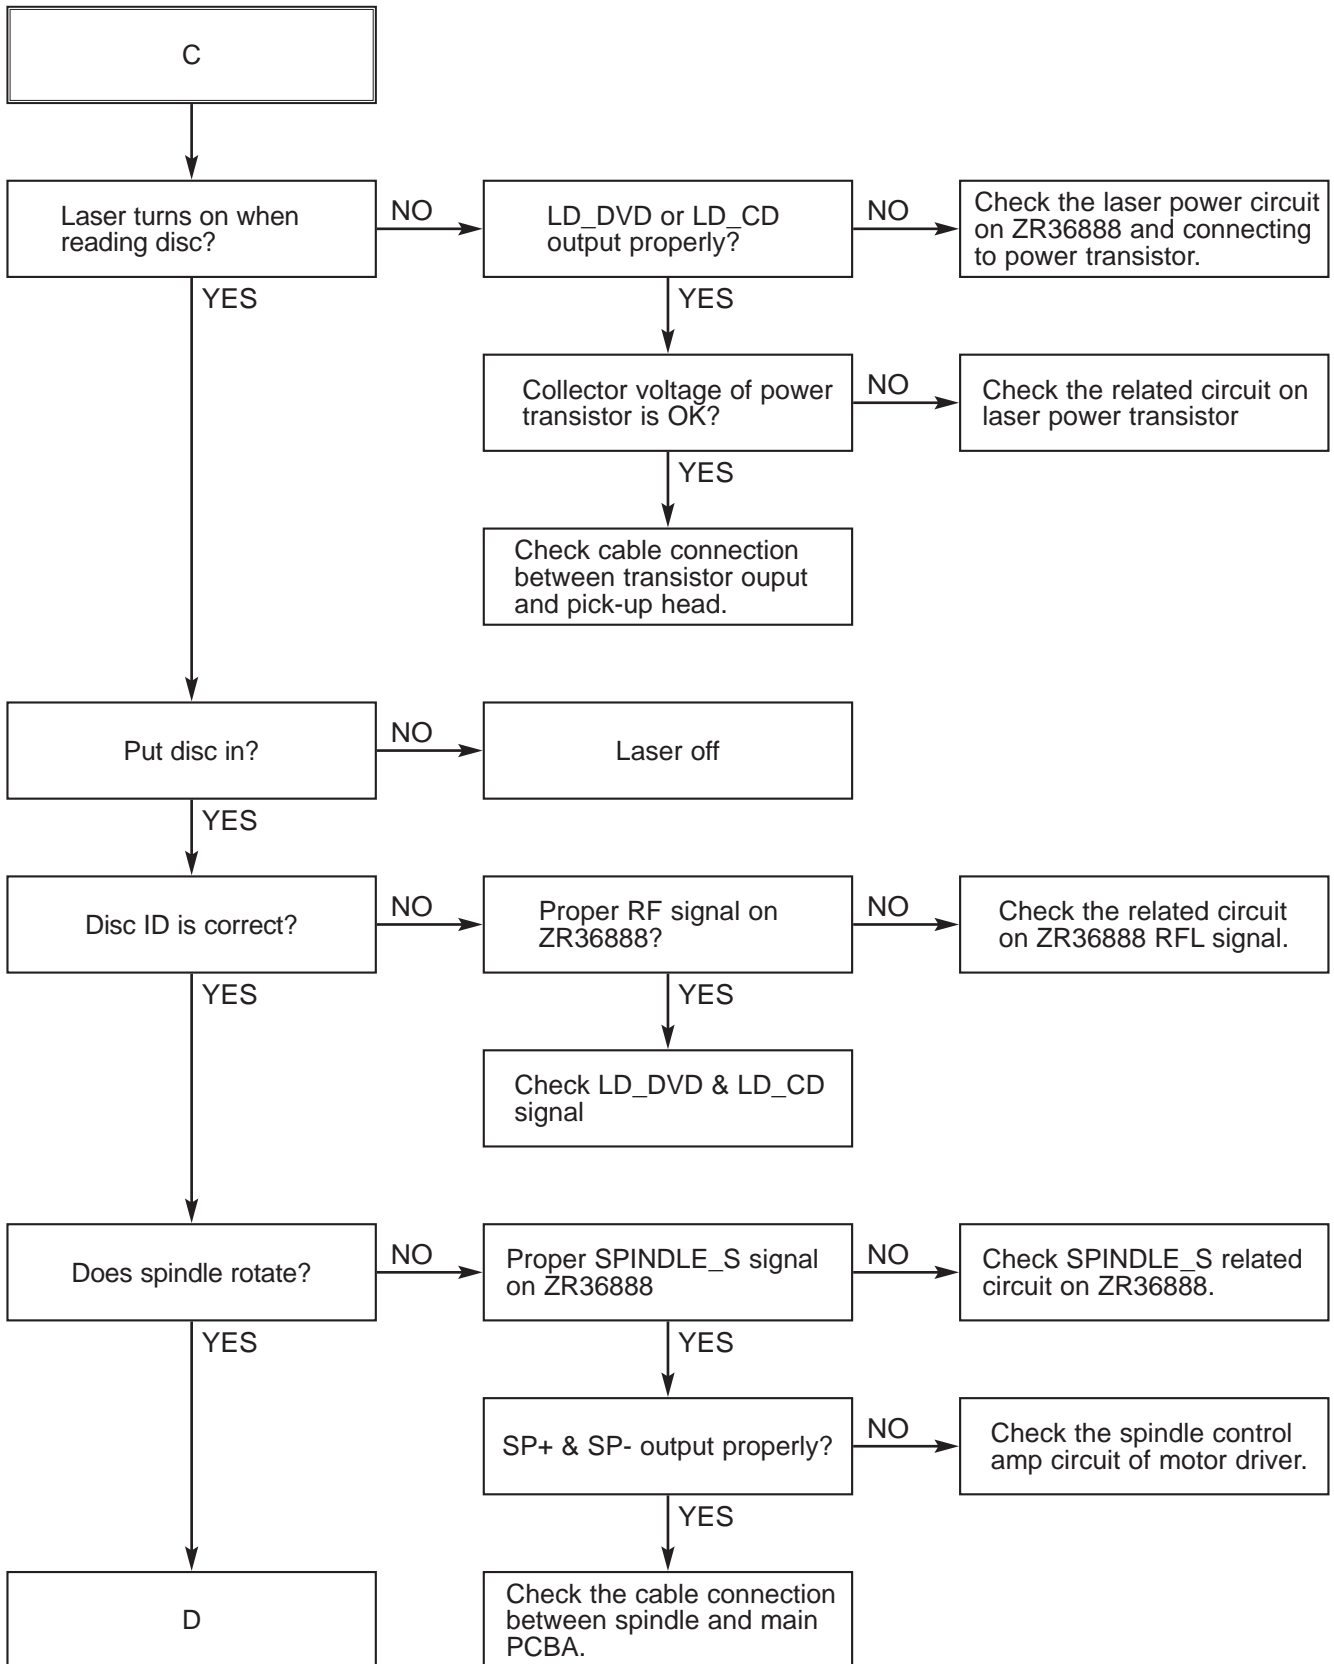 C
Laser turns on when
reading disc?
NO
LD_DVD or LD_CD
output properly?
NO
Check the laser power circuit
on ZR36888 and connecting
to power transistor.
YES
YES
Collector voltage of power
transistor is OK?
NO
Check the related circuit on
laser power transistor
YES
Check cable connection
between transistor ouput
and pick-up head.
Put disc in?
NO
Laser off
YES
Disc ID is correct?
NO
Proper RF signal on
ZR36888?
NO
Check the related circuit
on ZR36888 RFL signal.
YES
YES
Check LD_DVD & LD_CD
signal
Does spindle rotate?
NO
Proper SPINDLE_S signal
on ZR36888
NO
Check SPINDLE_S related
circuit on ZR36888.
YES
YES
SP+ & SP- output properly?
NO
Check the spindle control
amp circuit of motor driver.
YES
D
Check the cable connection
between spindle and main
PCBA.